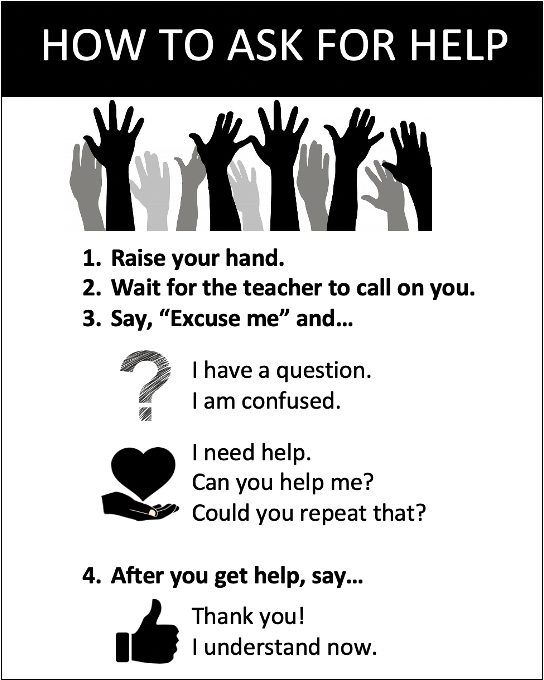 HOW TO ASK FOR HELP
1. Raise your hand.
2. Wait for the teacher to call on you.
3. Say, “Excuse me” and…
?
I have a question.
I am confused.
I need help.
Can you help me?
Could you repeat that?
4. After you get help, say…
Thank you!
I understand now.